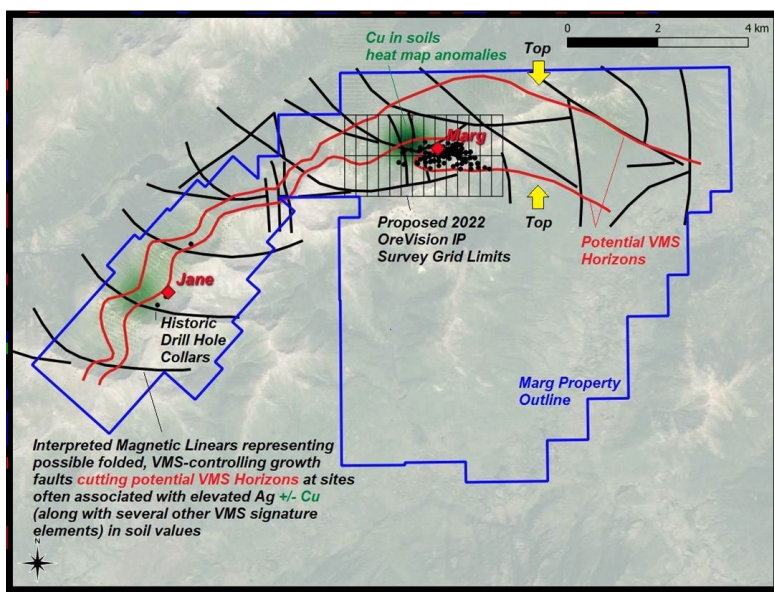 0 2 4 km
Cu in soils
heat map anomalies
Top
Marg
Proposed 2022
OreVision IP
Survey Grid Limits
Top
Potential VMS
Horizons
Jane
Historic
Drill Hole
Collars
Marg Property
Outline
Interpreted Magnetic Linears representing
possible folded, VMS-controlling growth
faults cutting potential VMS Horizons at sites
often associated with elevated Ag +/- Cu
(along with several other VMS signature
elements) in soil values
N